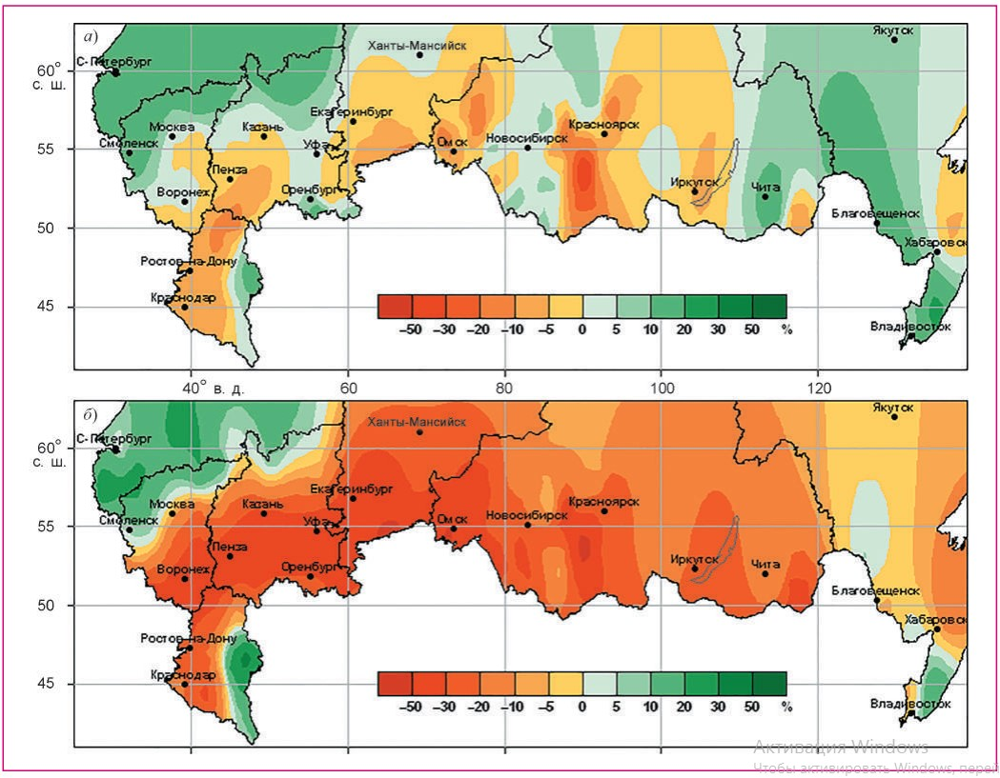 а)
Якутск
Ханты-Мансийск
С-Петербург
60°
с. ш.
Екатеринбург
Москва
Казань
Красноярск
Смоленск
Уфа
Омск
Новосибирск
55
Пенза
Воронеж
Оренбург
Иркутск
Чита
Благовещенск
50
Хабаровск
Ростов-на-Дону
Краснодар
45
–50 –30 –20 –10 –5 0 5 10 20 30 50 %
Владивосток
40° в. д. 60 80 100 120
б)
Якутск
Ханты-Мансийск
С-Петербург
60°
с. ш.
Екатеринбург
Москва
Казань
Красноярск
Смоленск
Уфа
Омск
Новосибирск
55
Пенза
Воронеж
Оренбург
Иркутск
Чита
Благовещенск
50
Хабаровск
Ростов-на-Дону
Краснодар
45
–50 –30 –20 –10 –5 0 5 10 20 30 50 %
Владивосток
Активация Windows
Чтобы активировать Windows, перей